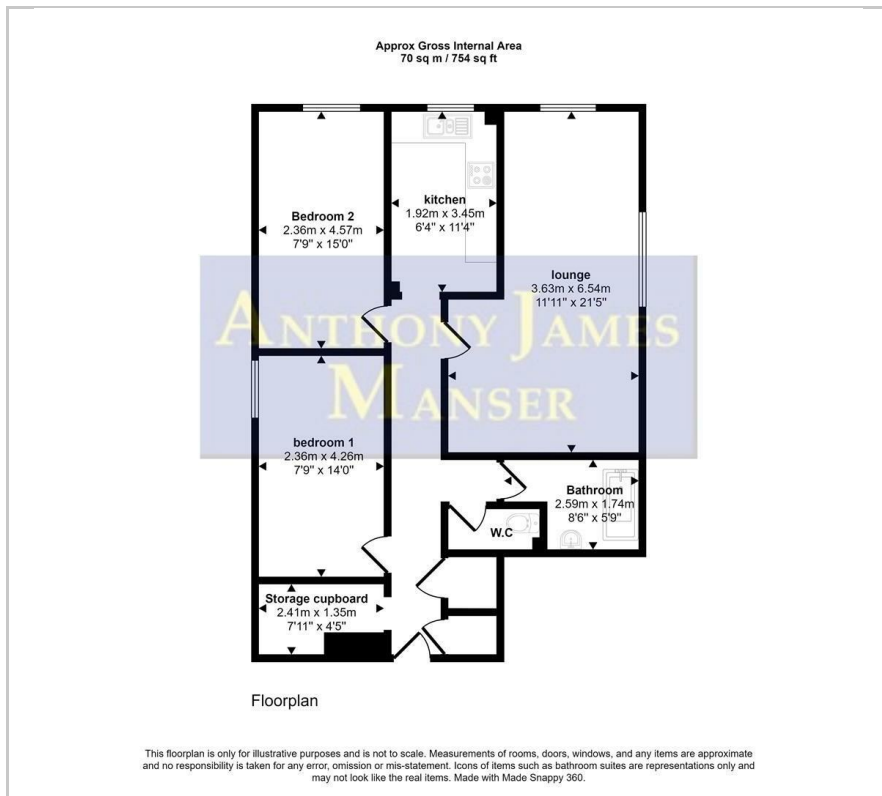 Approx Gross Internal Area
70 sq m / 754 sq ft
Bedroom 2
2.36m x 4.57m
7'9" x 15'0"
kitchen
1.92m x 3.45m
6'4" x 11'4"
lounge
3.63m x 6.54m
11'11" x 21'5"
ANTHONY JAMES
MANSER
bedroom 1
2.36m x 4.26m
7'9" x 14'0"
Bathroom
2.59m x 1.74m
8'6" x 5'9"
W.C
Storage cupboard
2.41m x 1.35m
7'11" x 4'5"
Floorplan
This floorplan is only for illustrative purposes and is not to scale. Measurements of rooms, doors, windows, and any items are approximate
and no responsibility is taken for any error, omission or mis-statement. Icons of items such as bathroom suites are representations only and
may not look like the real items. Made with Made Snappy 360.